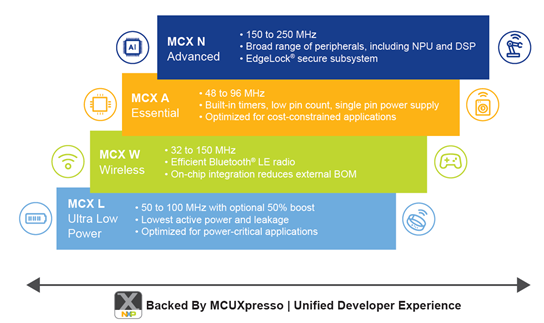 AI
MCX N
Advanced
• 150 to 250 MHz
• Broad range of peripherals, including NPU and DSP
• EdgeLock® secure subsystem
MCX A
Essential
• 48 to 96 MHz
• Built-in timers, low pin count, single pin power supply
• Optimized for cost-constrained applications
MCX W
Wireless
• 32 to 150 MHz
• Efficient Bluetooth® LE radio
• On-chip integration reduces external BOM
MCX L
Ultra Low
Power
• 50 to 100 MHz with optional 50% boost
• Lowest active power and leakage
• Optimized for power-critical applications
X
NXP
Backed By MCUXpresso | Unified Developer Experience